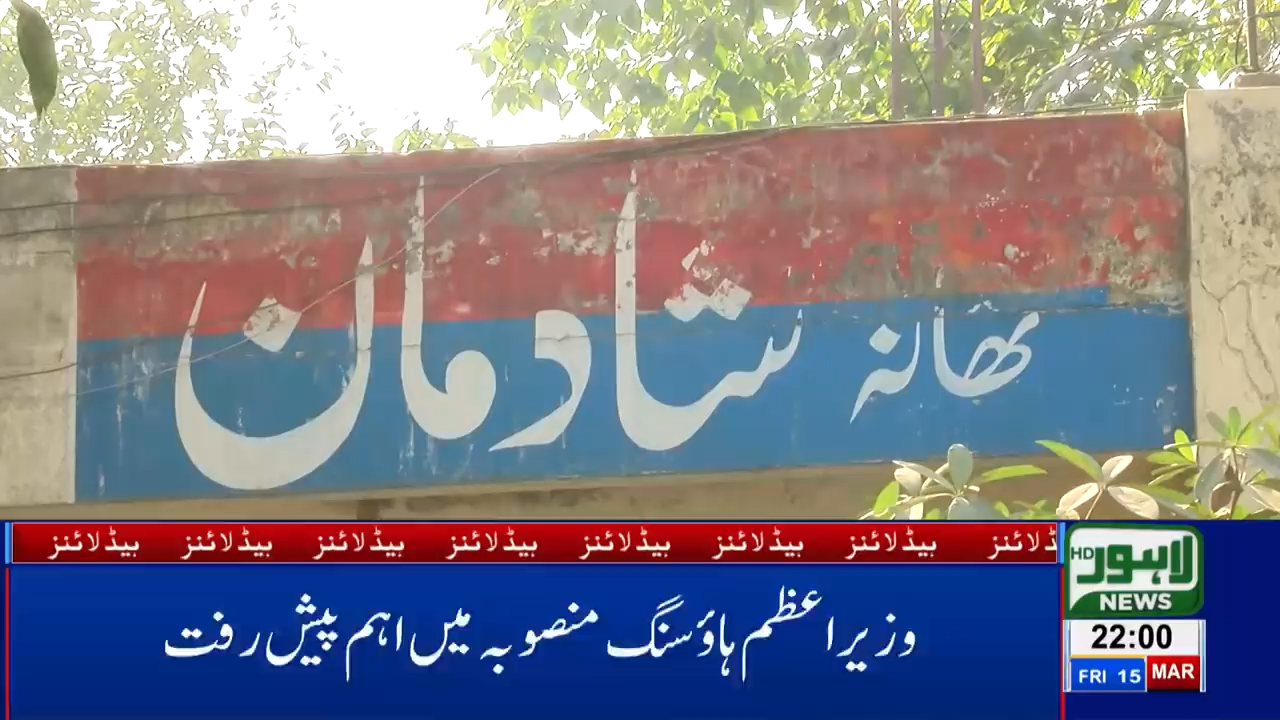 تھانہ شادمان
ہیڈلائنز ہیڈلائنز ہیڈلائنز ہیڈلائنز ہیڈلائنز ہیڈلائنز ہیڈلائنز ڈلائنز
وزیراعظم ہاؤسنگ منصوبہ میں اہم پیش رفت
لاہور HD
NEWS
22:00
FRI 15 MAR